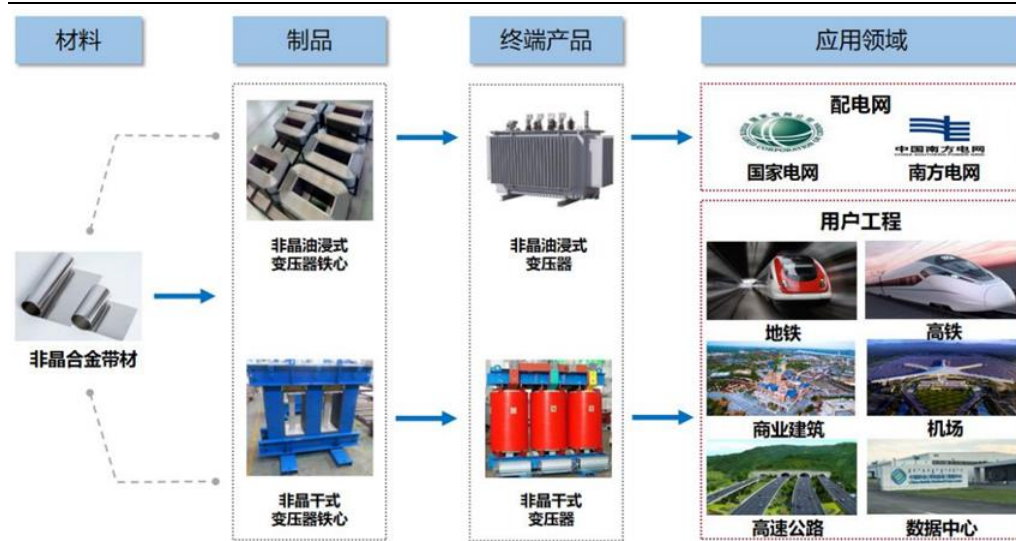 材料
制品
终端产品
应用领域
配电网
国家电网
中国南方电网
CHINA SOUTHERN POWER GRID
南方电网
非晶油浸式
变压器铁心
非晶油浸式
变压器
用户工程
地铁
高铁
非晶合金带材
商业建筑
机场
非晶干式
变压器铁心
非晶干式
变压器
高速公路
数据中心